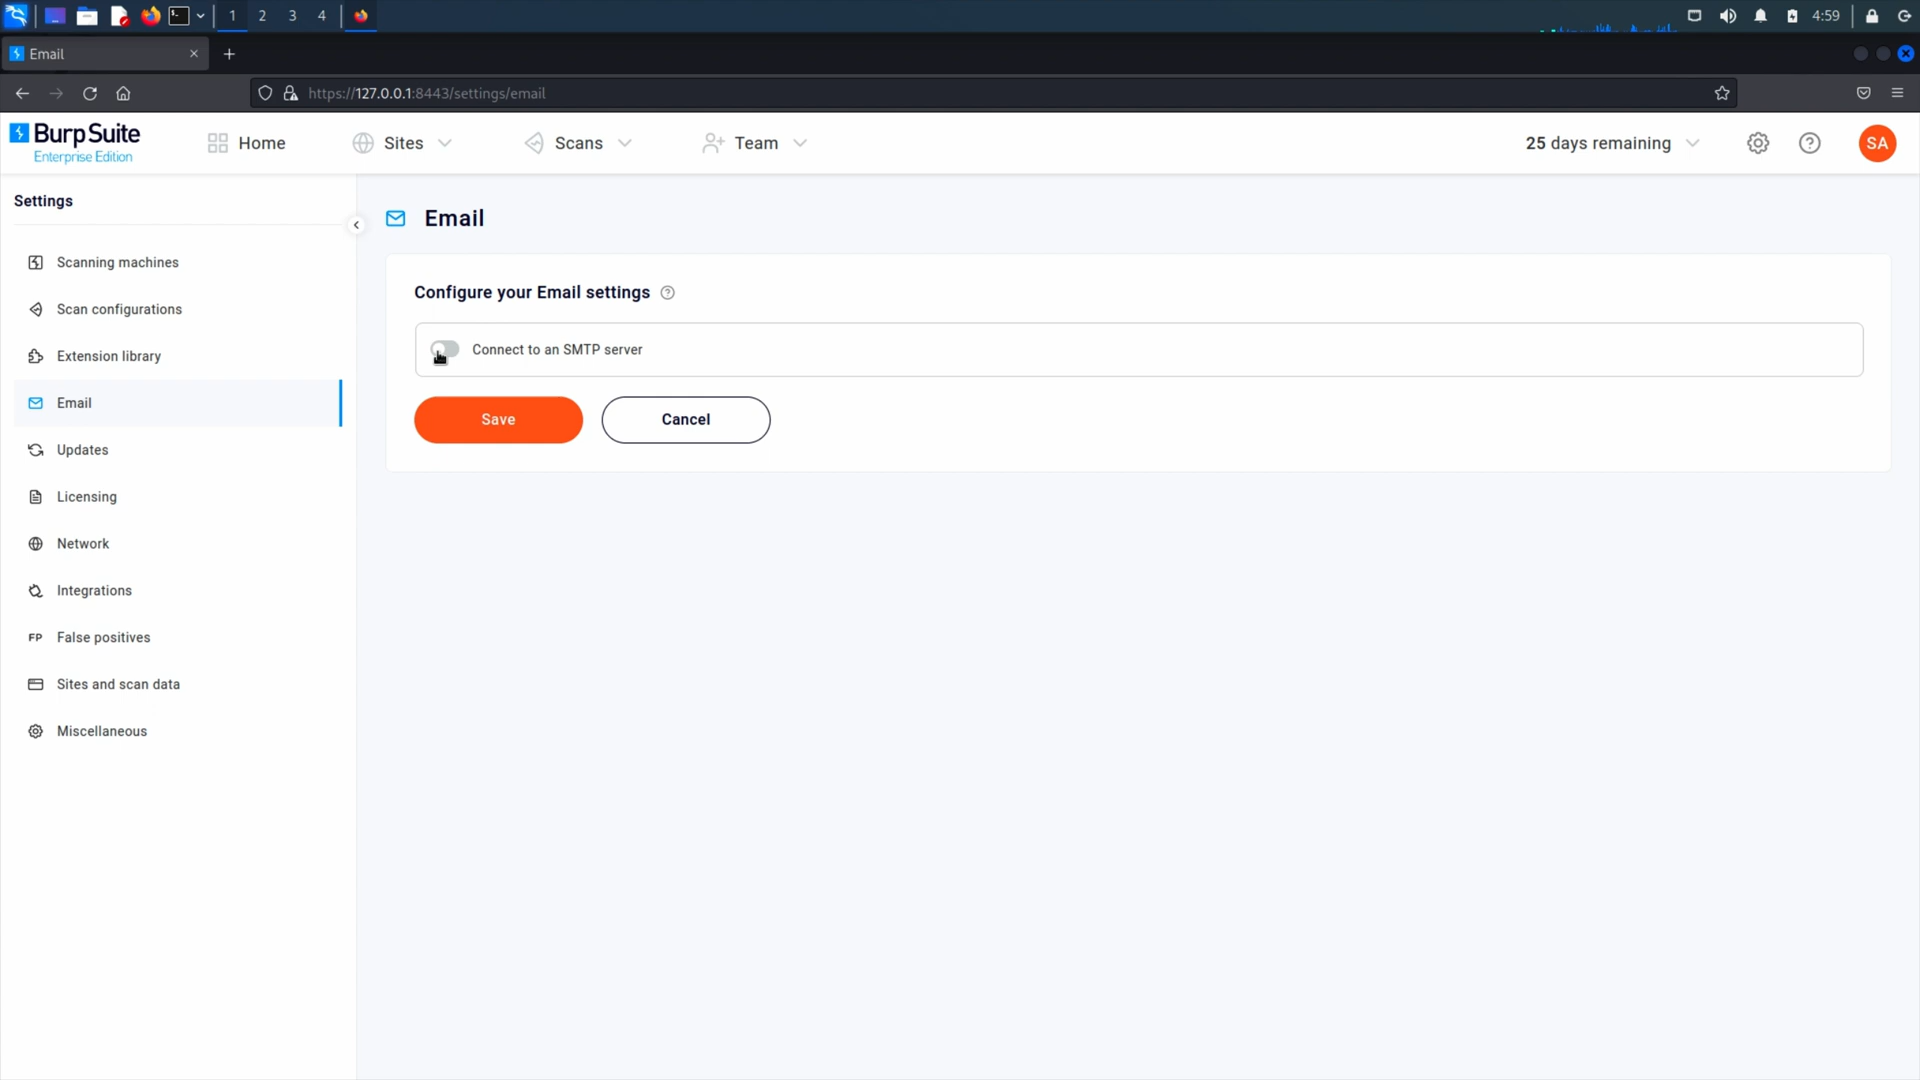 1 2 3 4 4:59
Email
https://127.0.0.1:8443/settings/email
Burp Suite
Enterprise Edition
Home Sites Scans Team 25 days remaining SA
Settings
Scanning machines
Scan configurations
Extension library
Email
Updates
Licensing
Network
Integrations
FP False positives
Sites and scan data
Miscellaneous
Email
Configure your Email settings
Connect to an SMTP server
Save Cancel